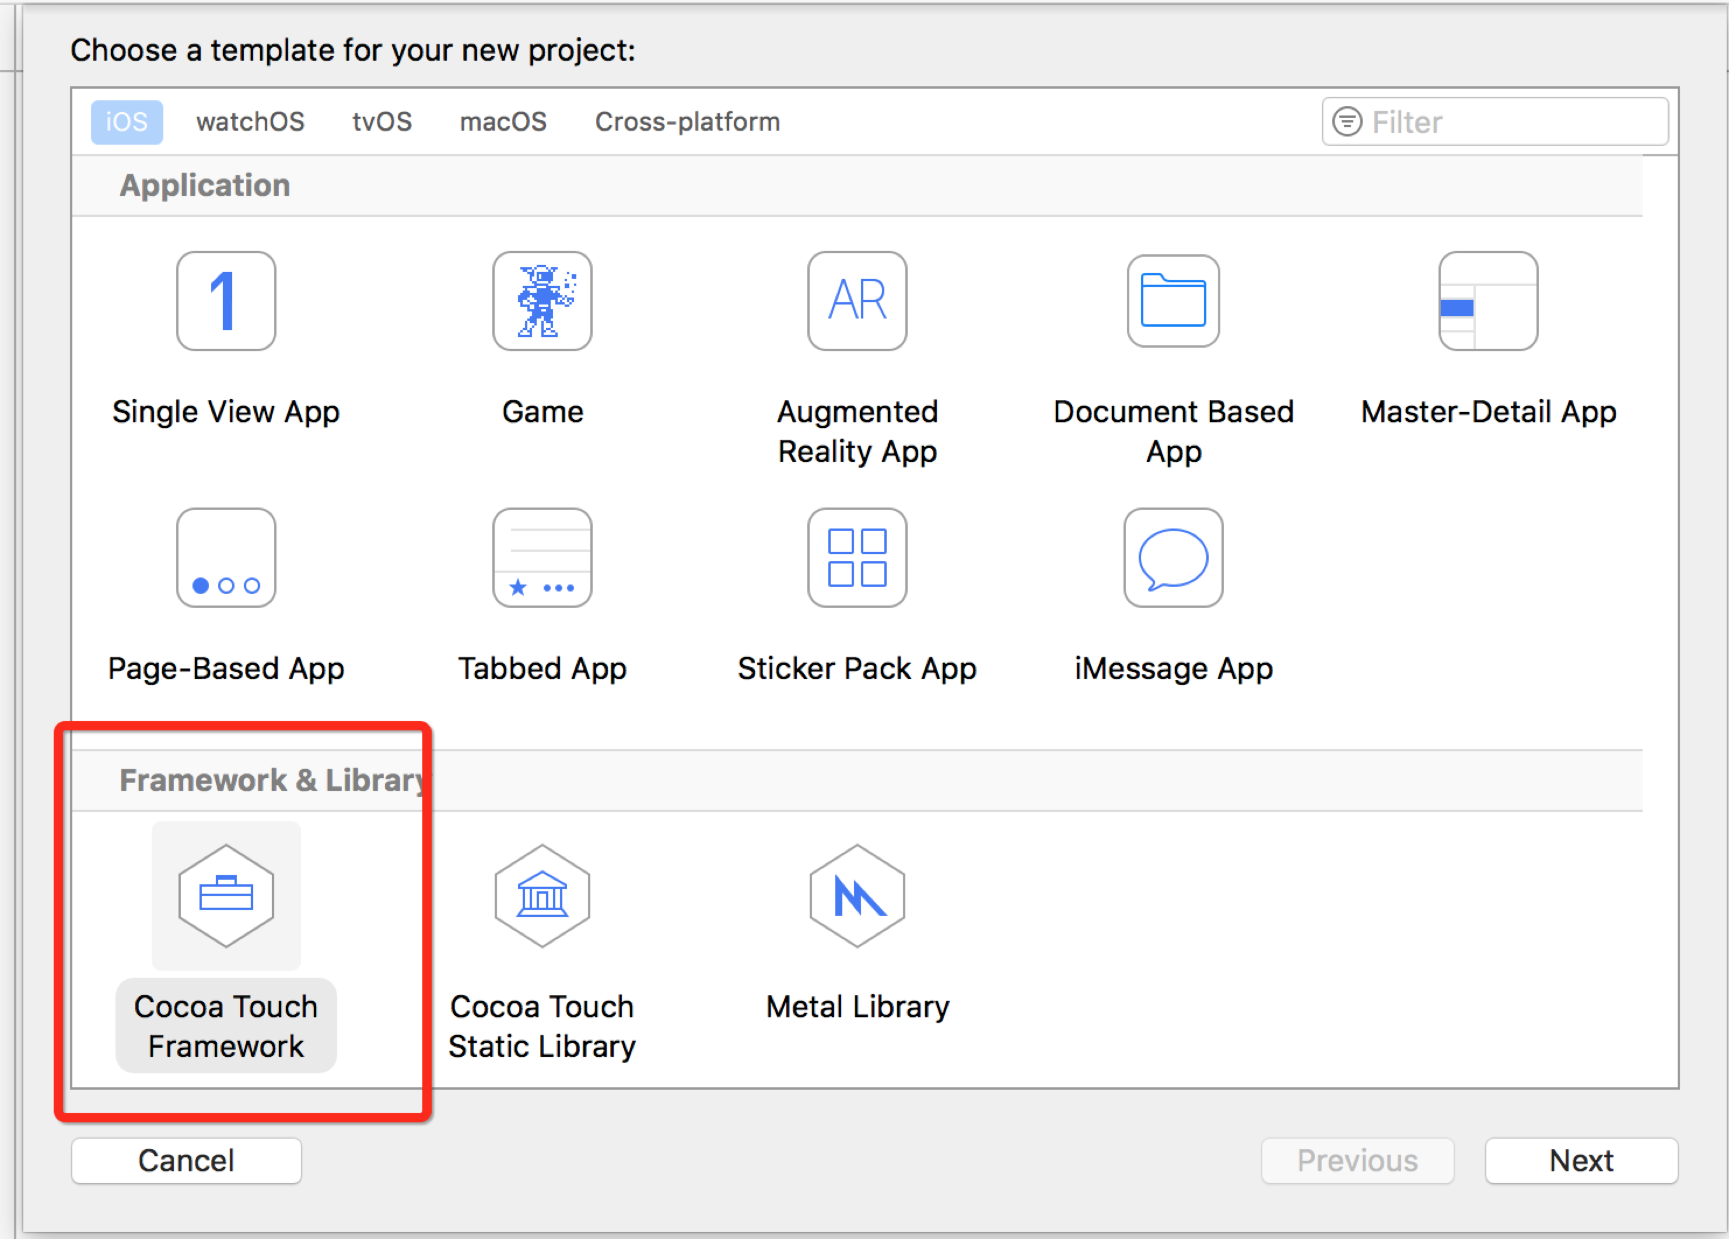 Choose a template for your new project:
iOS watchOS tvOS macOS Cross-platform Filter
Application
1
AR
Single View App
Game
Augmented
Reality App
Document Based
App
Master-Detail App
Page-Based App
Tabbed App
Sticker Pack App
iMessage App
Framework & Library
Cocoa Touch
Framework
Cocoa Touch
Static Library
Metal Library
Cancel
Previous
Next